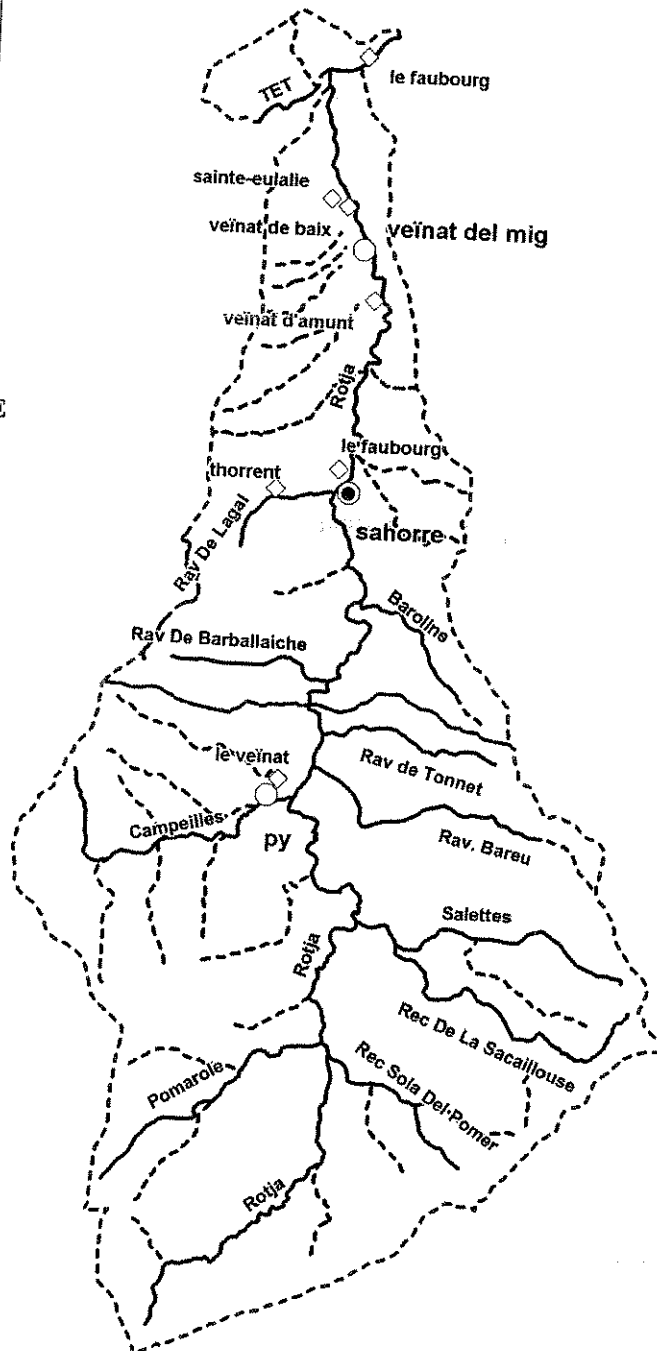 le faubourg
TET
sainte-eulalie
veïnat de baix
veïnat del mig
veïnat d'amunt
Rotja
E
le faubourg
thorrent
Rav De Lagal
sahorre
Baroline
Rav De Barballaiche
le veïnat
Rav de Tonnet
Campeilles
py
Rav. Bareu
Salettes
Rotja
Rec De La Sacaillouse
Rec Sola Del Pomer
Pomarole
Rotja